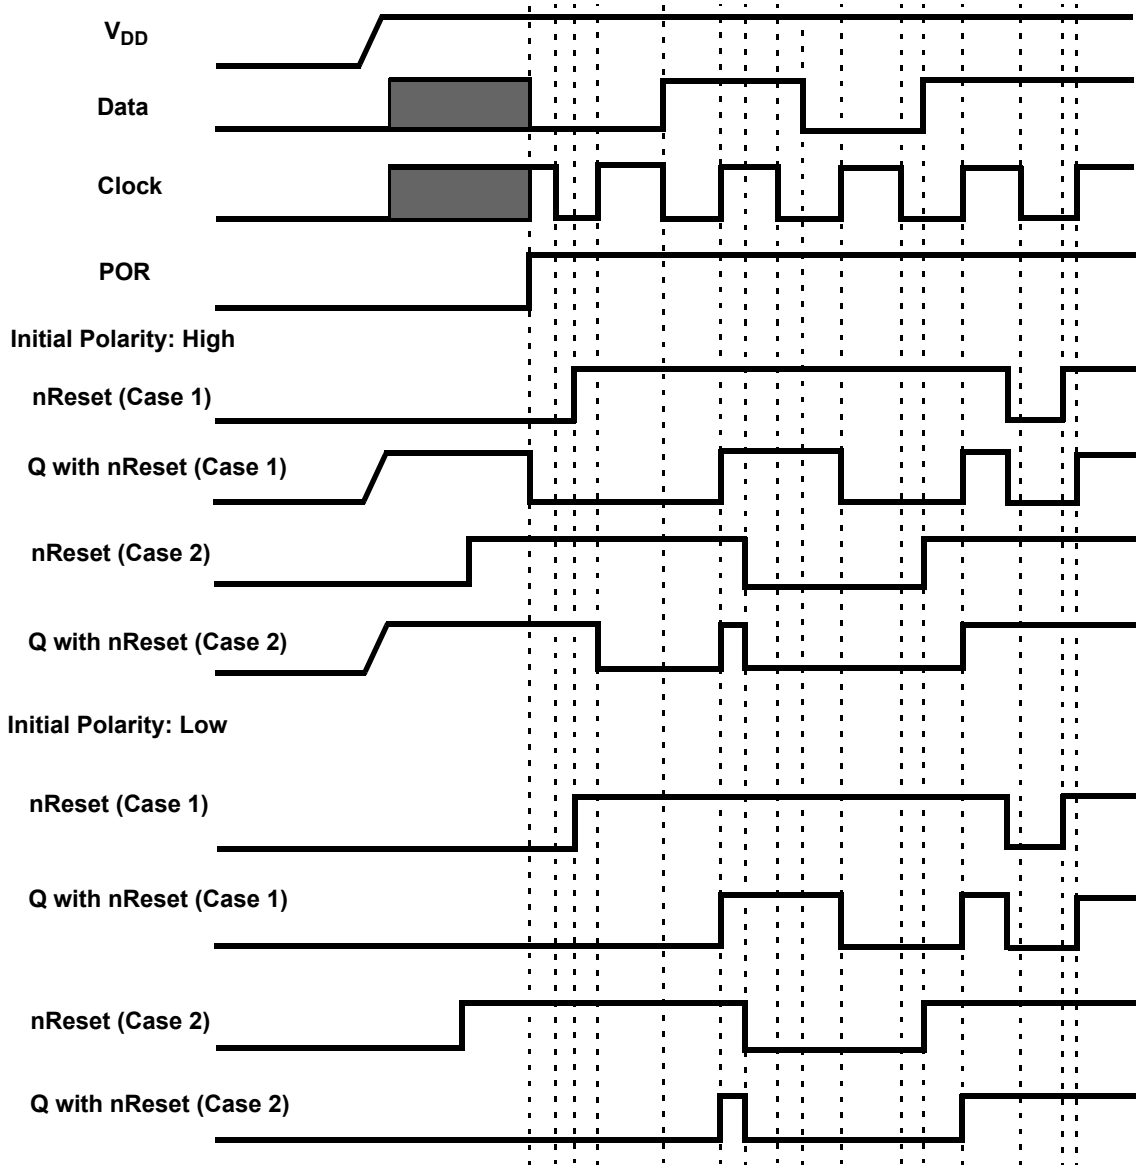 VDD
Data
Clock
POR
Initial Polarity: High
nReset (Case 1)
Q with nReset (Case 1)
nReset (Case 2)
Q with nReset (Case 2)
Initial Polarity: Low
nReset (Case 1)
Q with nReset (Case 1)
nReset (Case 2)
Q with nReset (Case 2)